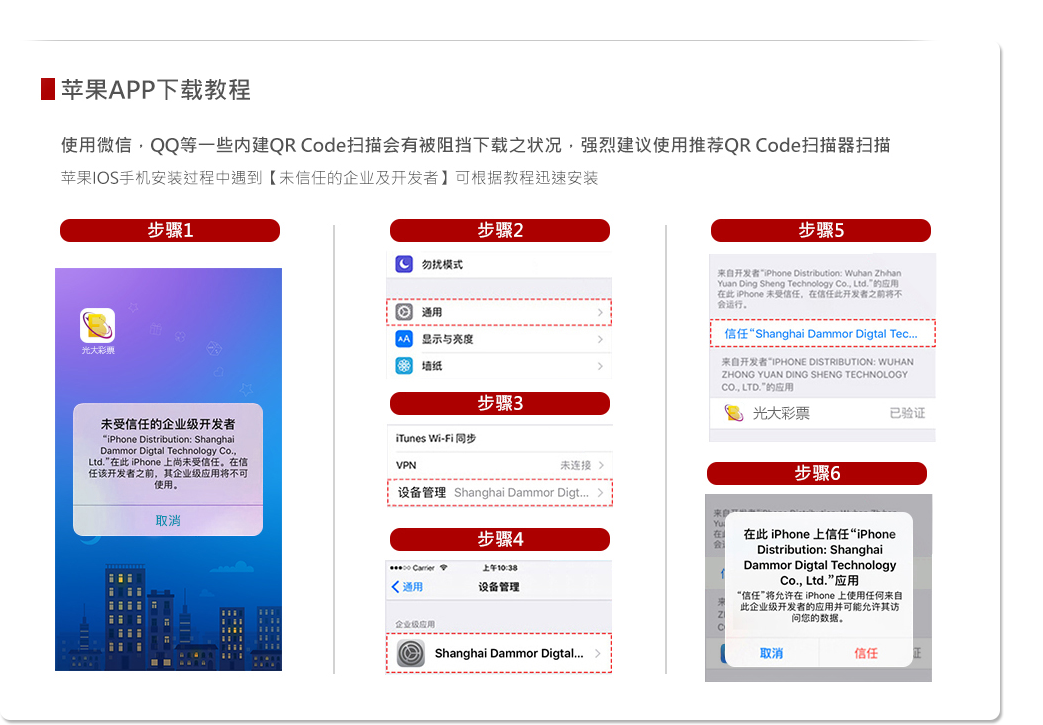 苹果APP下载教程
使用微信，QQ等一些内建QR Code扫描会有被阻挡下载之状况，强烈建议使用推荐QR Code扫描器扫描
苹果IOS手机安装过程中遇到【未信任的企业及开发者】可根据教程迅速安装
步骤1
光大彩票
未受信任的企业级开发者
“iPhone Distribution: Shanghai
Dammor Digtal Technology Co.,
Ltd.”在此 iPhone 上尚未受信任。在信
任该开发者之前，其企业级应用将不可
使用。
取消
步骤2
勿扰模式
通用
AA
显示与亮度
墙纸
步骤3
iTunes Wi-Fi 同步
VPN 未连接
设备管理 Shanghai Dammor Digt...
步骤4
Carrier 上午10:38
通用 设备管理
企业级应用
Shanghai Dammor Digtal...
步骤5
来自开发者“iPhone Distribution: Wuhan Zhihan
Yuan Ding Sheng Technology Co., Ltd.”的应用
在此 iPhone 未受信任，在信任此开发者之前将不
会运行。
信任“Shanghai Dammor Digtal Tec...
来自开发者“IPHONE DISTRIBUTION: WUHAN
ZHONG YUAN DING SHENG TECHNOLOGY
CO., LTD.”的应用
光大彩票 已验证
步骤6
在此 iPhone 上信任“iPhone
Distribution: Shanghai
Dammor Digtal Technology
Co., Ltd.”应用
“信任”将允许在 iPhone 上使用任何来自
此企业级开发者的应用并可能允许其访
问您的数据。
取消 信任